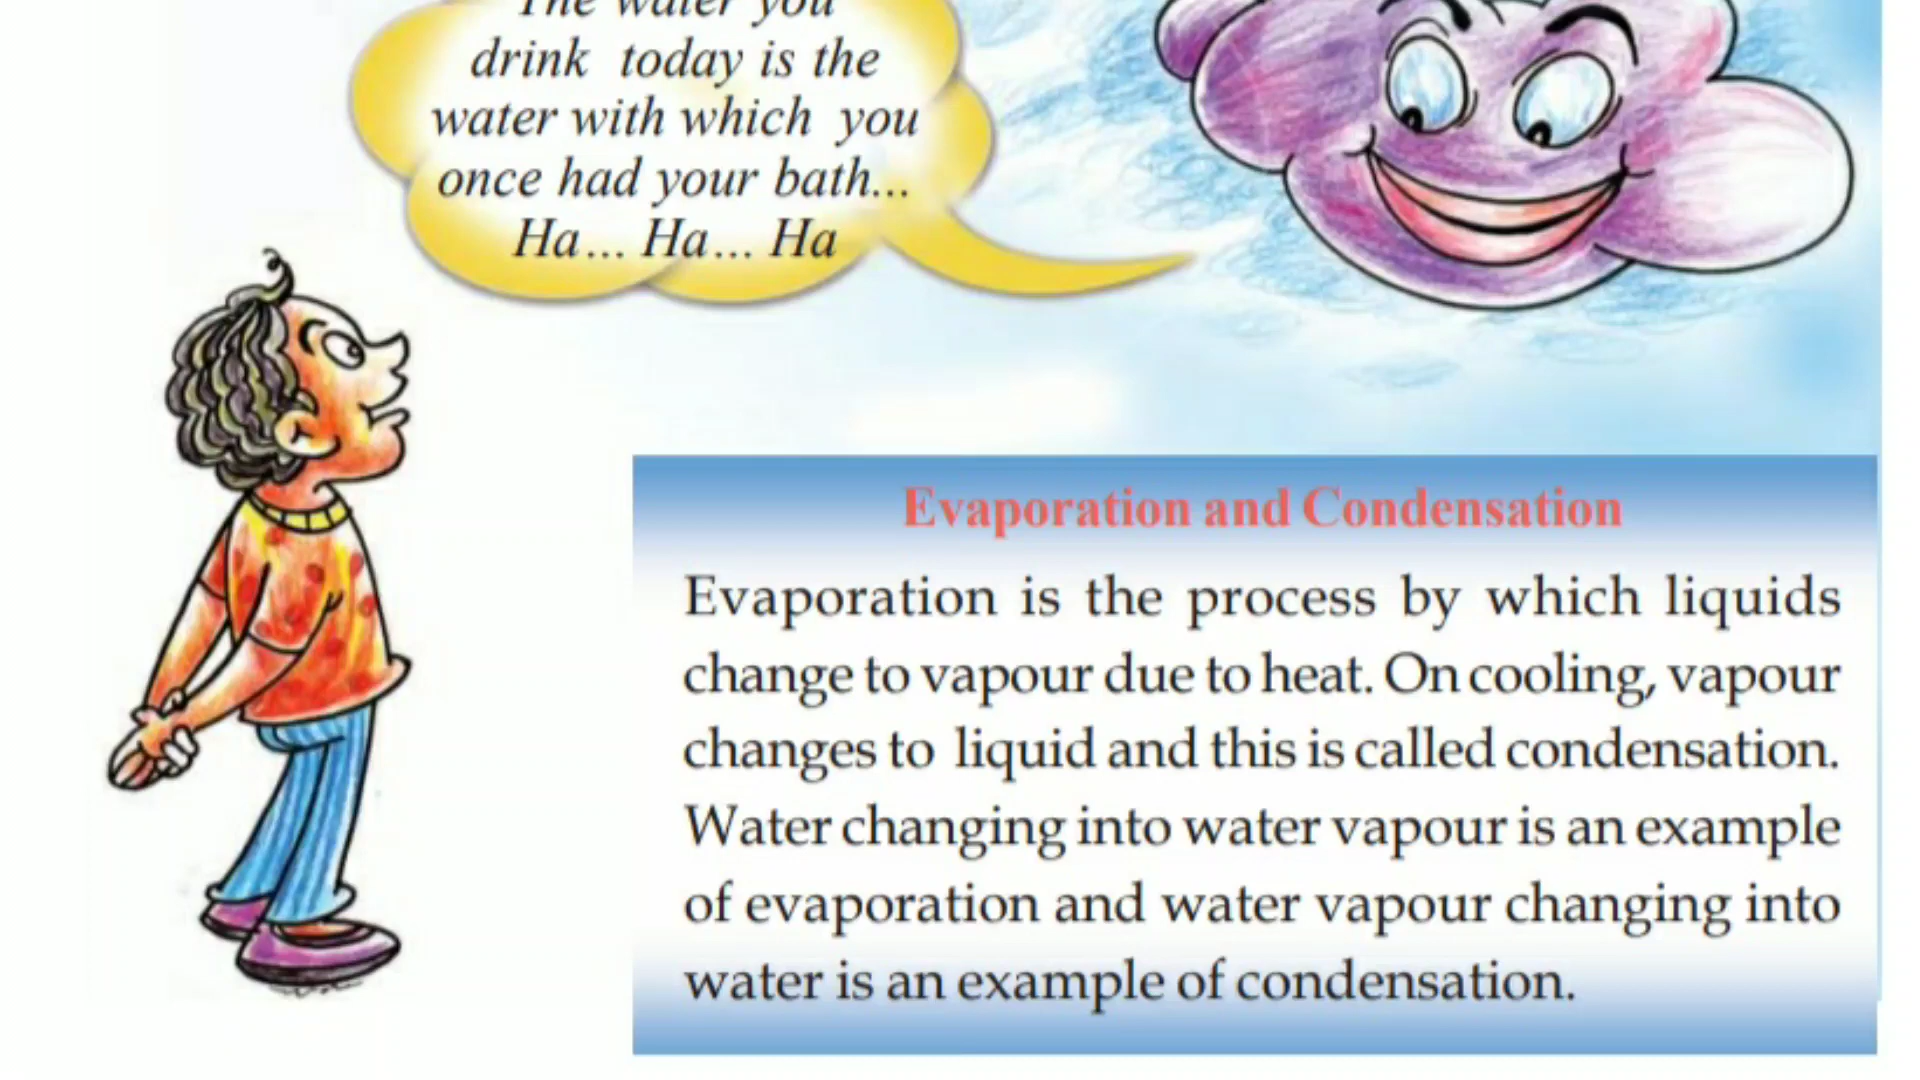 The water you
drink today is the
water with which you
once had your bath...
Ha... Ha... Ha
Evaporation and Condensation
Evaporation is the process by which liquids
change to vapour due to heat. On cooling, vapour
changes to liquid and this is called condensation.
Water changing into water vapour is an example
of evaporation and water vapour changing into
water is an example of condensation.